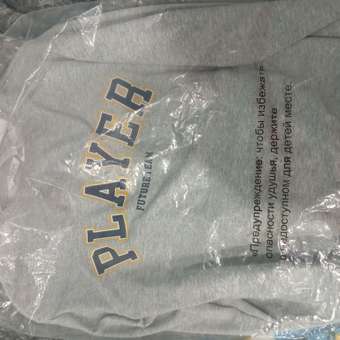 PLAYER
FUTURE TEAM
«Предупреждение: чтобы избежать
опасности удушья, держите
в недоступном для детей месте.